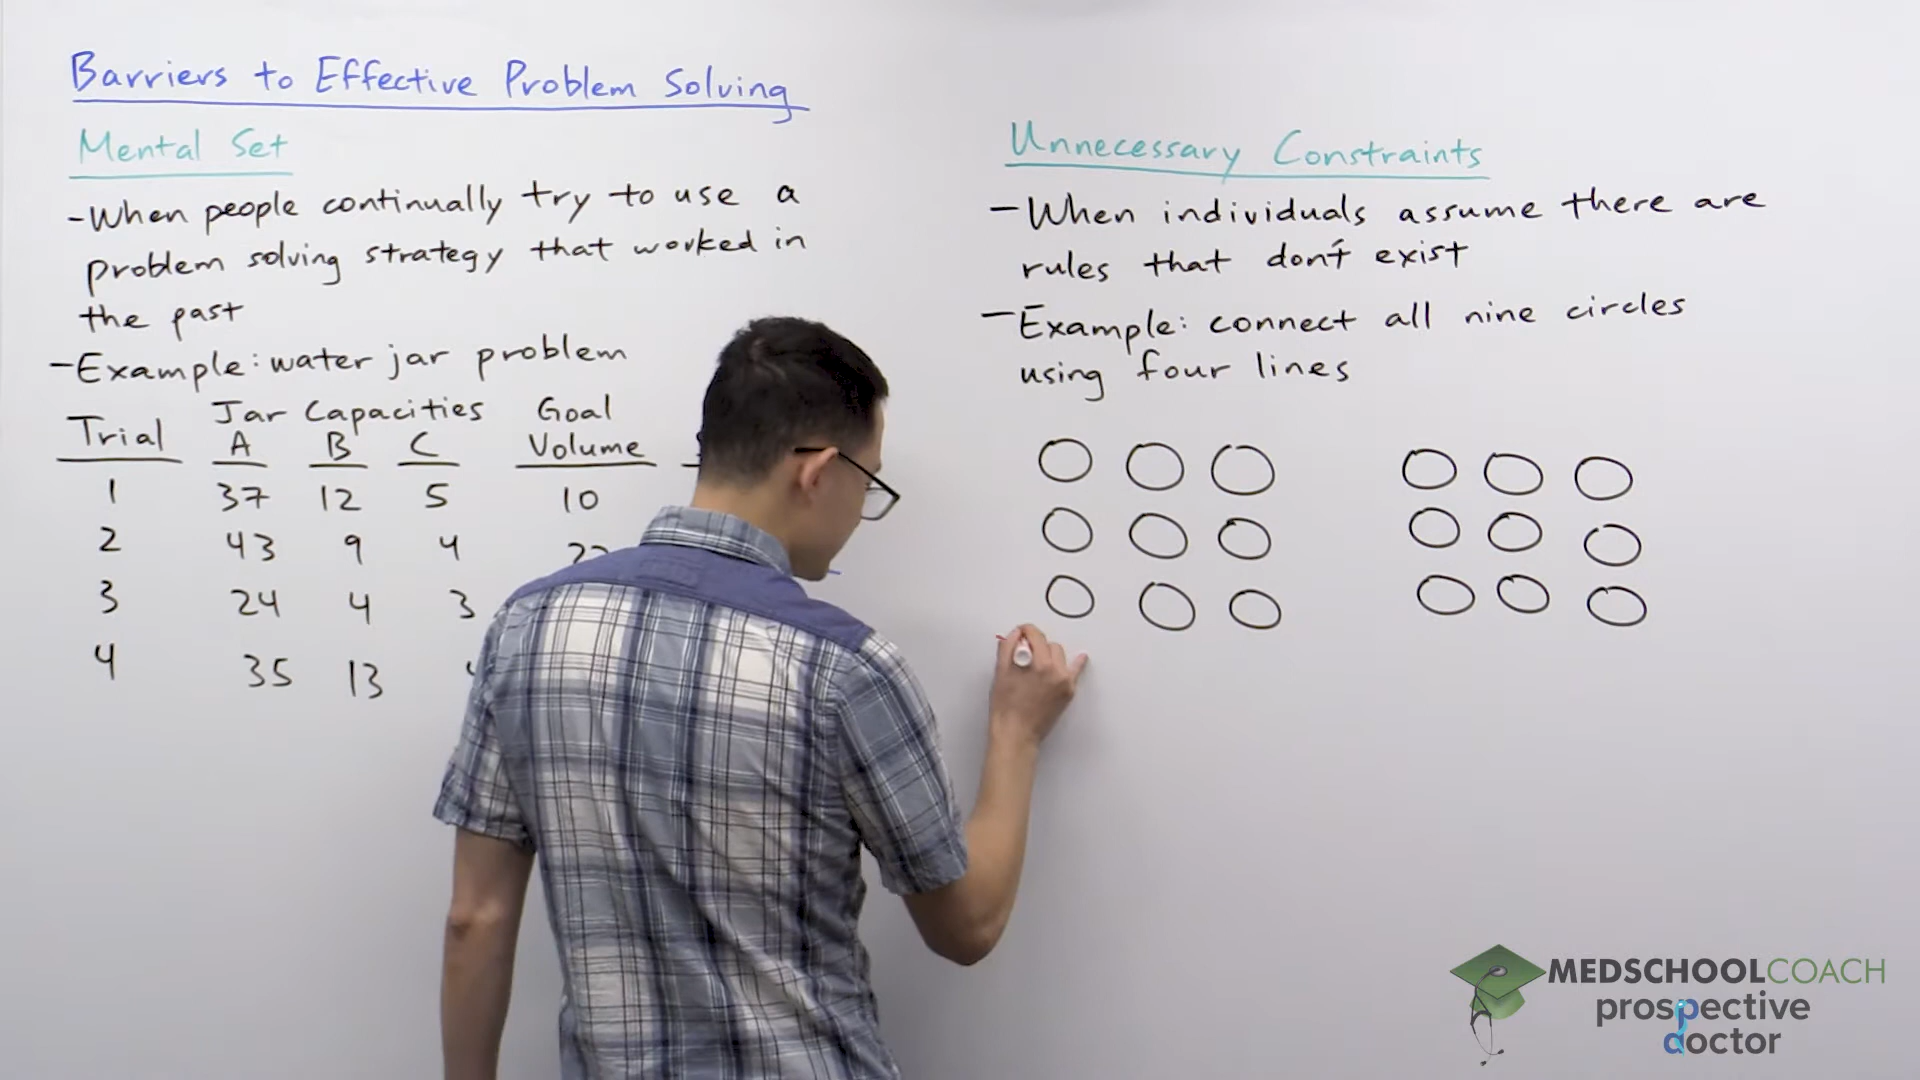 Barriers to Effective Problem Solving
Mental Set
-When people continually try to use a
problem solving strategy that worked in
the past
-Example: water jar problem
Trial Jar Capacities Goal
A B C Volume
1 37 12 5 10
2 43 9 4
3 24 4 3
4 35 13
Unnecessary Constraints
-When individuals assume there are
rules that don't exist
-Example: connect all nine circles
using four lines
MEDSCHOOLCOACH
prospective
doctor